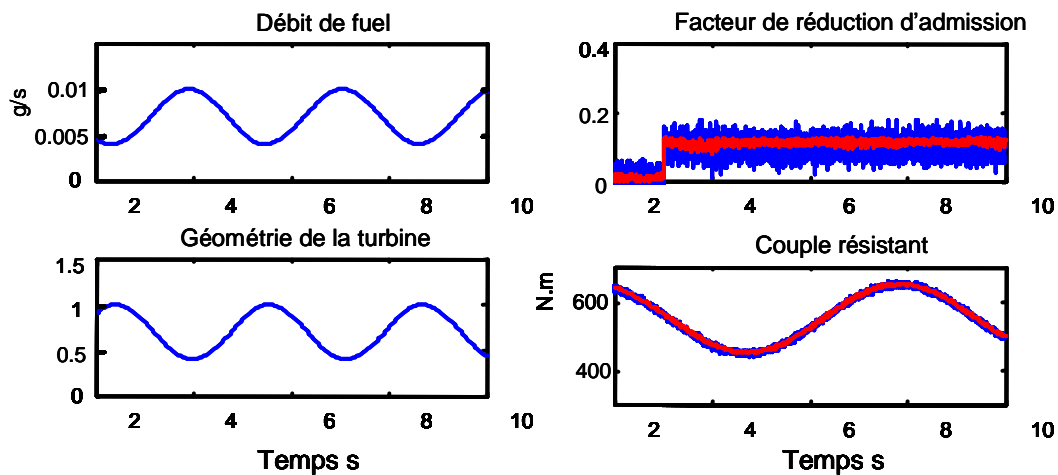 Débit de fuel
g/s
0.01
0.005
0
2 4 6 8 10
Facteur de réduction d'admission
0.4
0.2
0
2 4 6 8 10
Géométrie de la turbine
1.5
1
0.5
0
2 4 6 8 10
Temps s
Couple résistant
N.m
600
400
2 4 6 8 10
Temps s